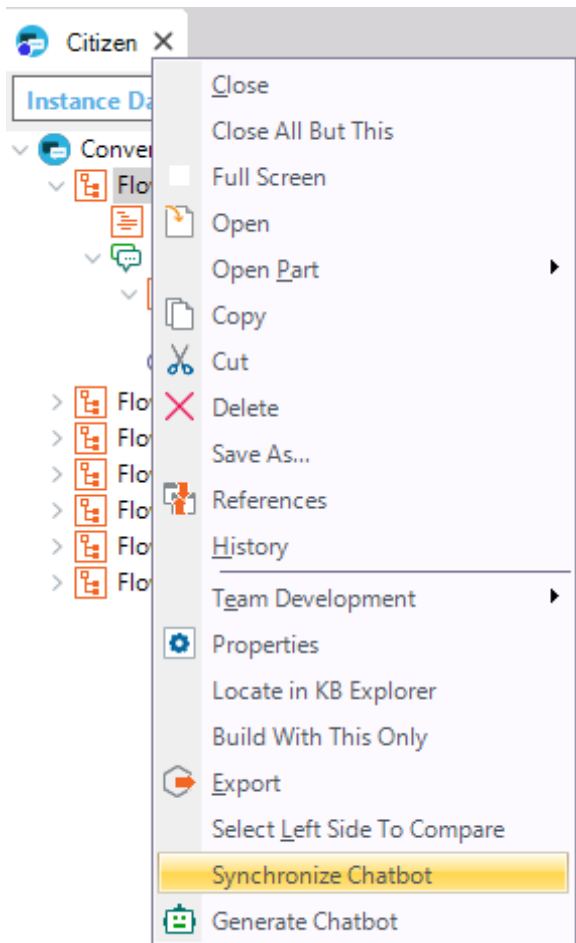 Citizen
Instance Da
Conver
Flo
Flo
Flo
Flo
Flo
Flo
Flo
Close
Close All But This
Full Screen
Open
Open Part
Copy
Cut
Delete
Save As...
References
History
Team Development
Properties
Locate in KB Explorer
Build With This Only
Export
Select Left Side To Compare
Synchronize Chatbot
Generate Chatbot